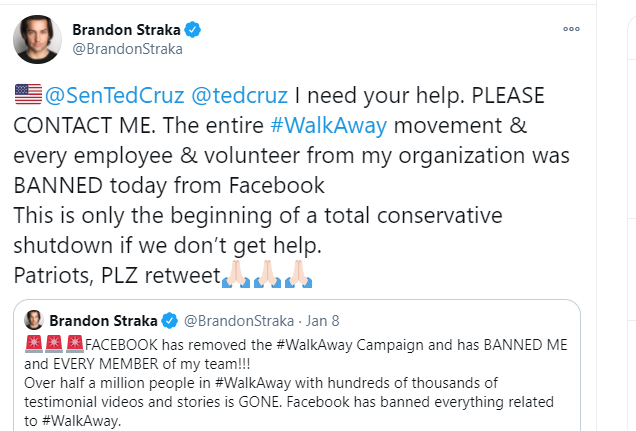 Brandon Straka
@BrandonStraka
🇺🇸@SenTedCruz @tedcruz I need your help. PLEASE
CONTACT ME. The entire #WalkAway movement &
every employee & volunteer from my organization was
BANNED today from Facebook
This is only the beginning of a total conservative
shutdown if we don’t get help.
Patriots, PLZ retweet🙏🏻🙏🏻🙏🏻
Brandon Straka @BrandonStraka · Jan 8
🚨🚨🚨FACEBOOK has removed the #WalkAway Campaign and has BANNED ME
and EVERY MEMBER of my team!!!
Over half a million people in #WalkAway with hundreds of thousands of
testimonial videos and stories is GONE. Facebook has banned everything related
to #WalkAway.